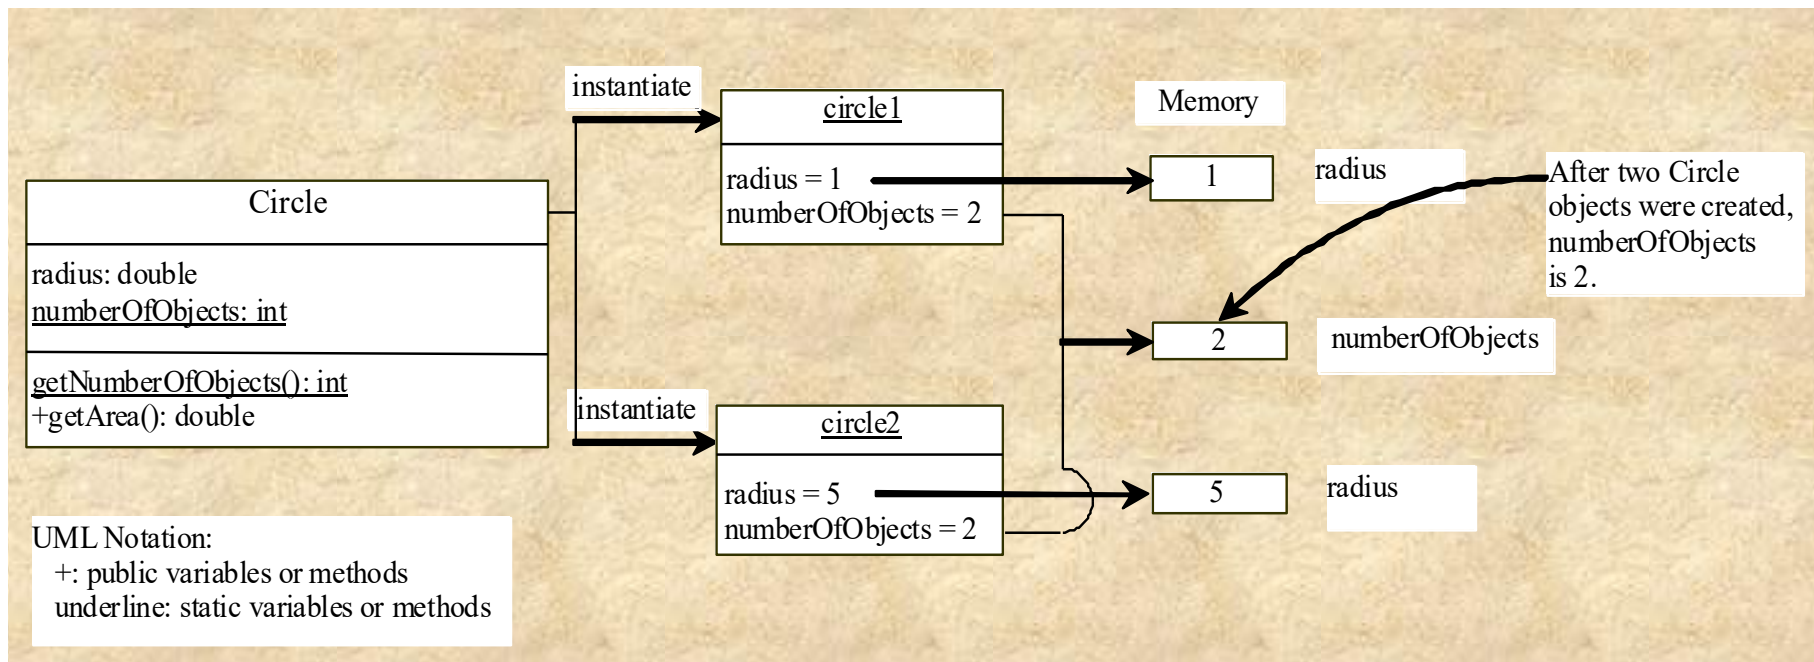 Circle
radius: double
numberOfObjects: int
getNumberOfObjects(): int
+getArea(): double
UML Notation:
+: public variables or methods
underline: static variables or methods
instantiate
circle1
radius = 1
numberOfObjects = 2
instantiate
circle2
radius = 5
numberOfObjects = 2
Memory
1
radius
2
numberOfObjects
5
radius
After two Circle
objects were created,
numberOfObjects
is 2.